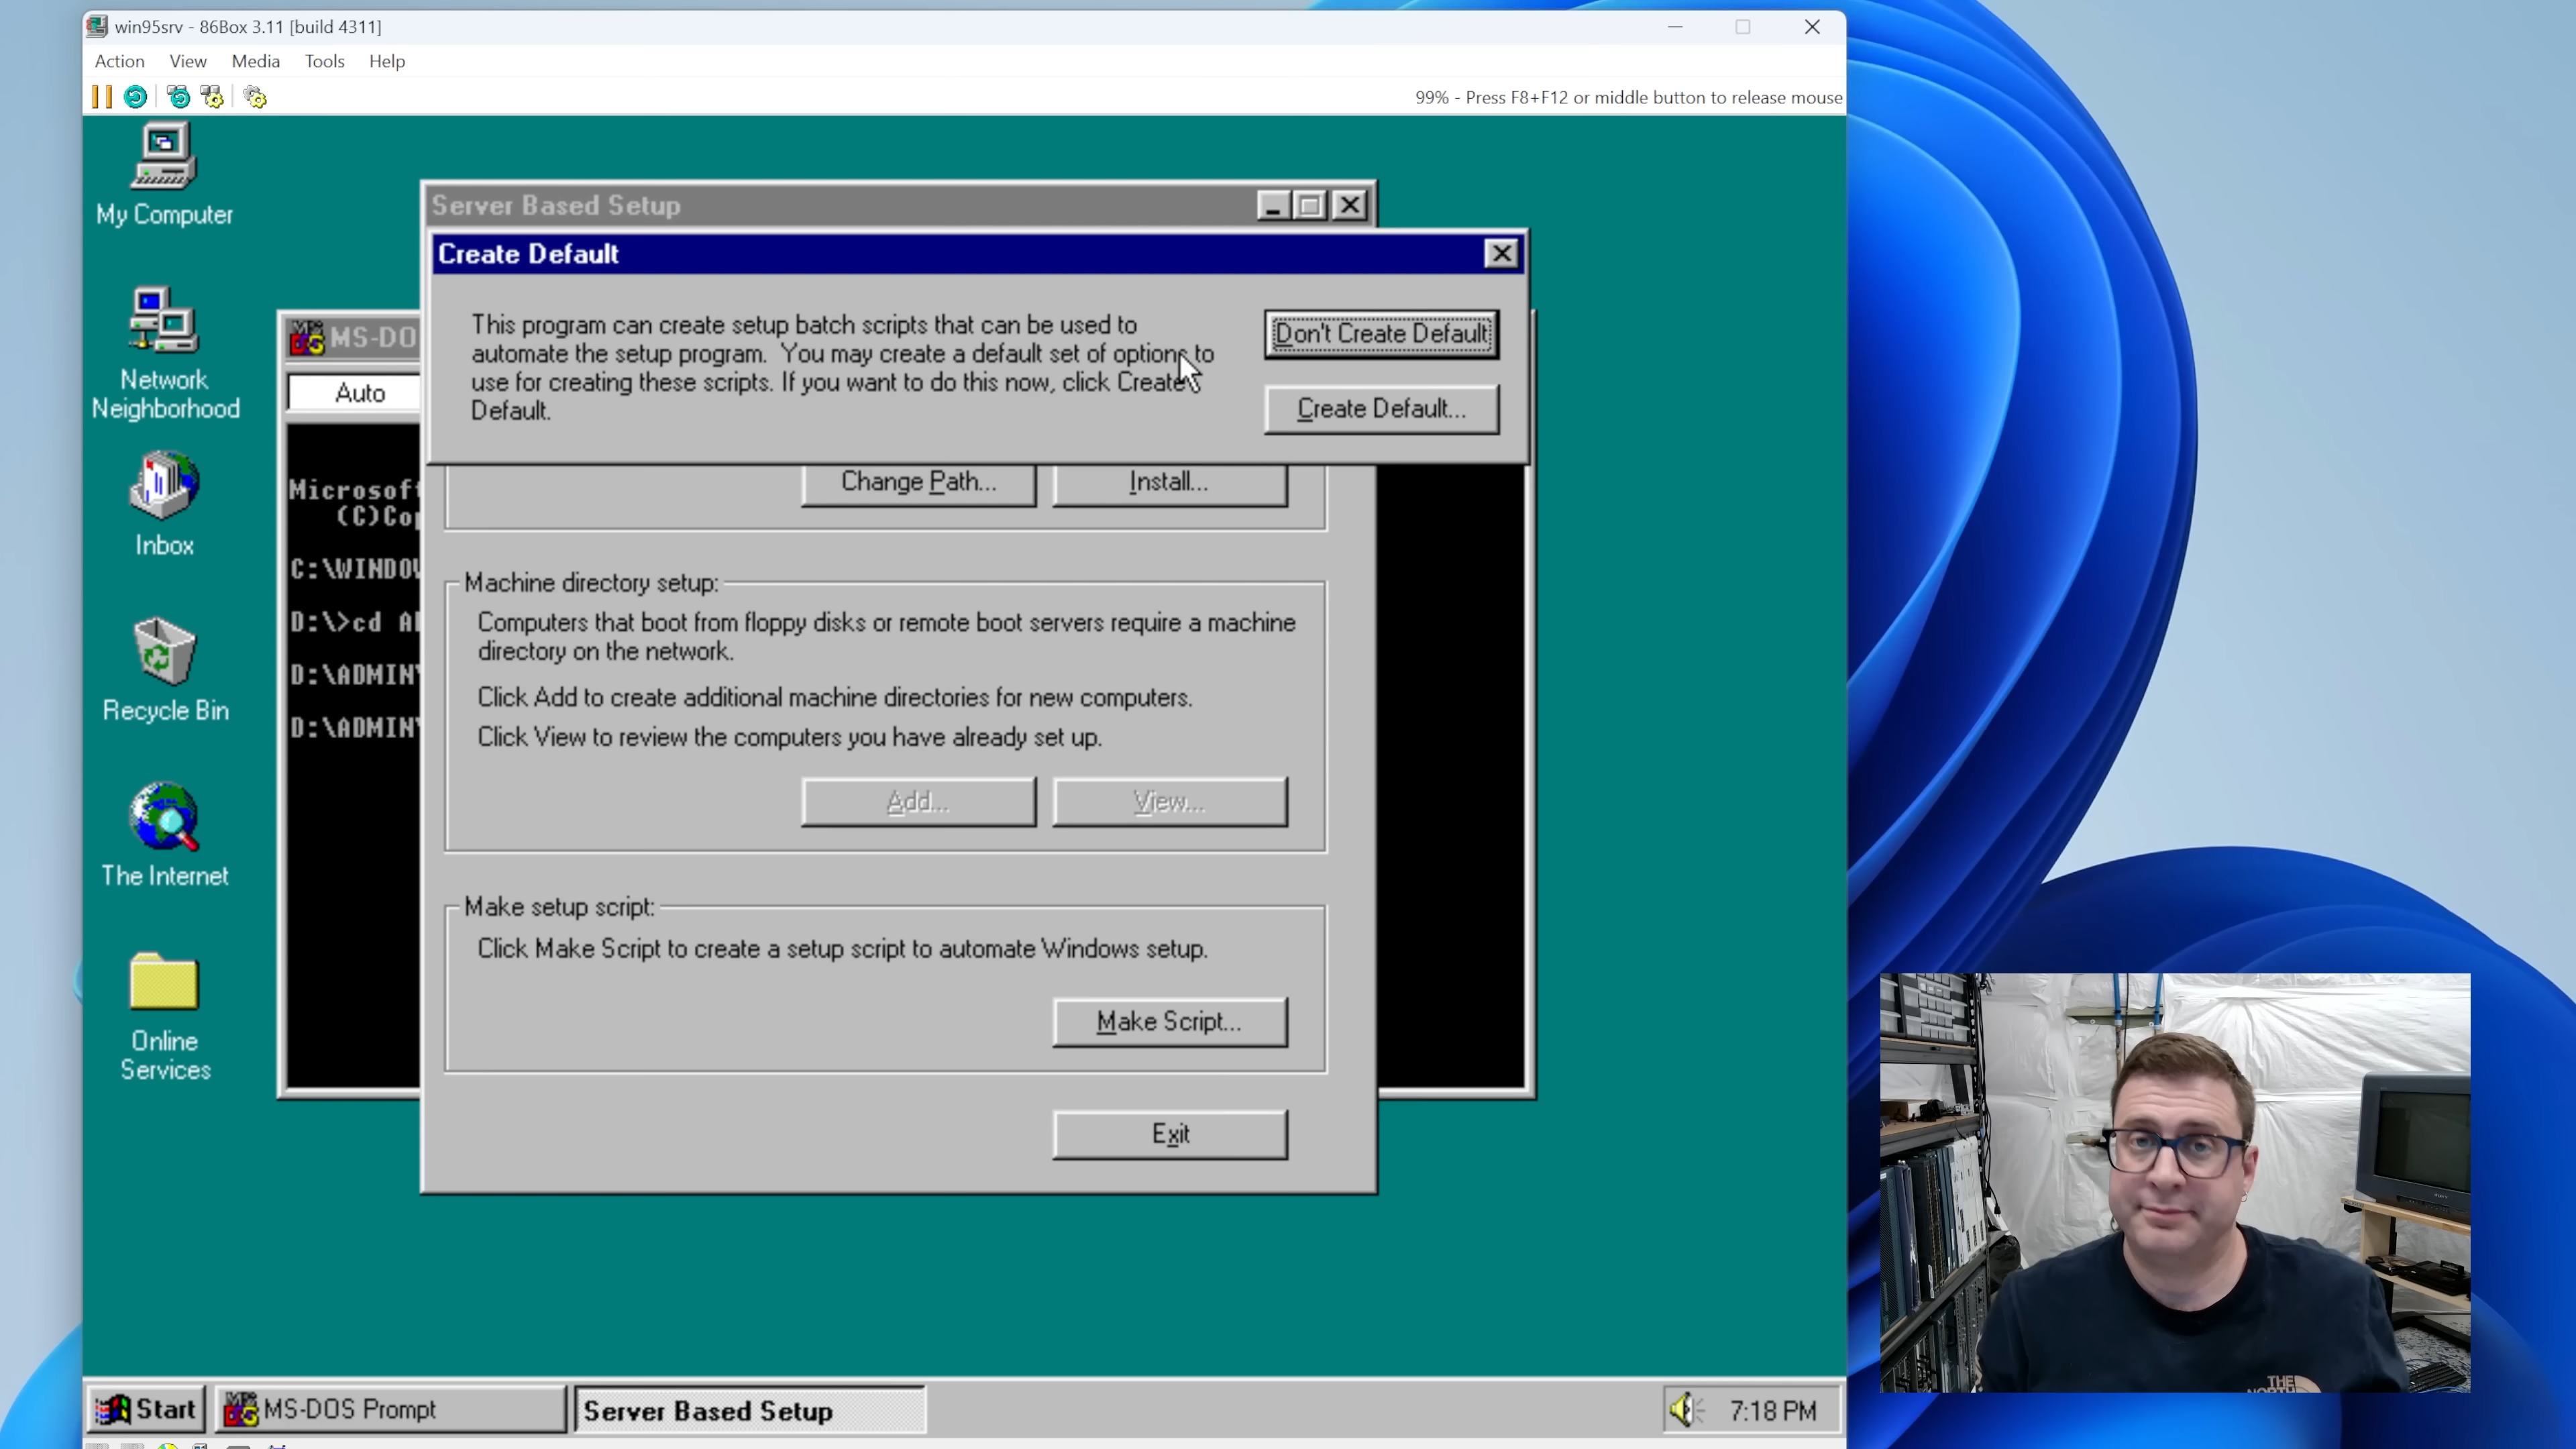 win95srv - 86Box 3.11 [build 4311]
Action View Media Tools Help
99% - Press F8+F12 or middle button to release mouse
My Computer
Network
Neighborhood
Inbox
Recycle Bin
The Internet
Online
Services
Server Based Setup
Create Default
This program can create setup batch scripts that can be used to
automate the setup program. You may create a default set of options to
use for creating these scripts. If you want to do this now, click Create
Default.
Don't Create Default
Create Default...
MS-DO
Auto
Microsoft
(C)Cop
C:\WINDOW
D:\>cd AD
D:\ADMIN
D:\ADMIN
Change Path...
Install...
Machine directory setup:
Computers that boot from floppy disks or remote boot servers require a machine
directory on the network.
Click Add to create additional machine directories for new computers.
Click View to review the computers you have already set up.
Add...
View...
Make setup script:
Click Make Script to create a setup script to automate Windows setup.
Make Script...
Exit
Start
MS-DOS Prompt
Server Based Setup
7:18 PM
THE
NORTH